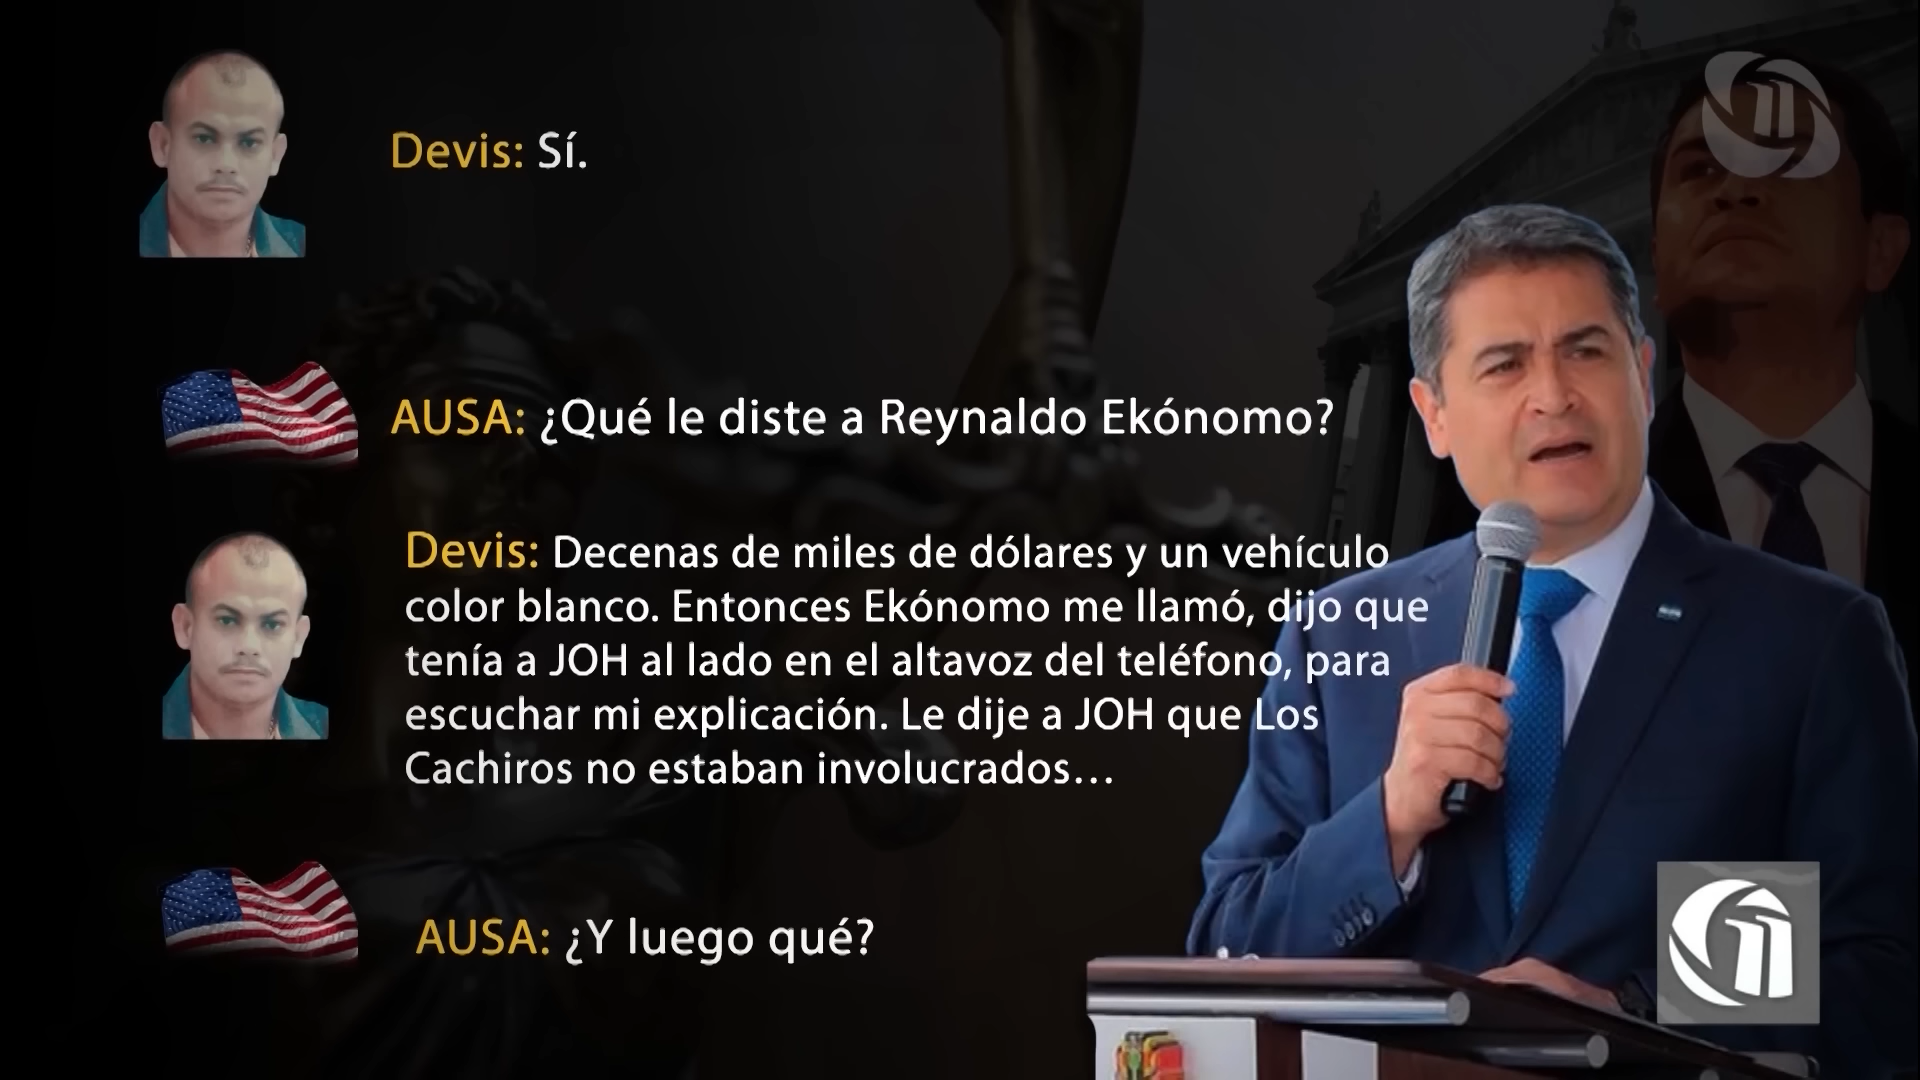 Devis: Sí.
AUSA: ¿Qué le diste a Reynaldo Ekónomo?
Devis: Decenas de miles de dólares y un vehículo
color blanco. Entonces Ekónomo me llamó, dijo que
tenía a JOH al lado en el altavoz del teléfono, para
escuchar mi explicación. Le dije a JOH que Los
Cachiros no estaban involucrados…
AUSA: ¿Y luego qué?
11
11